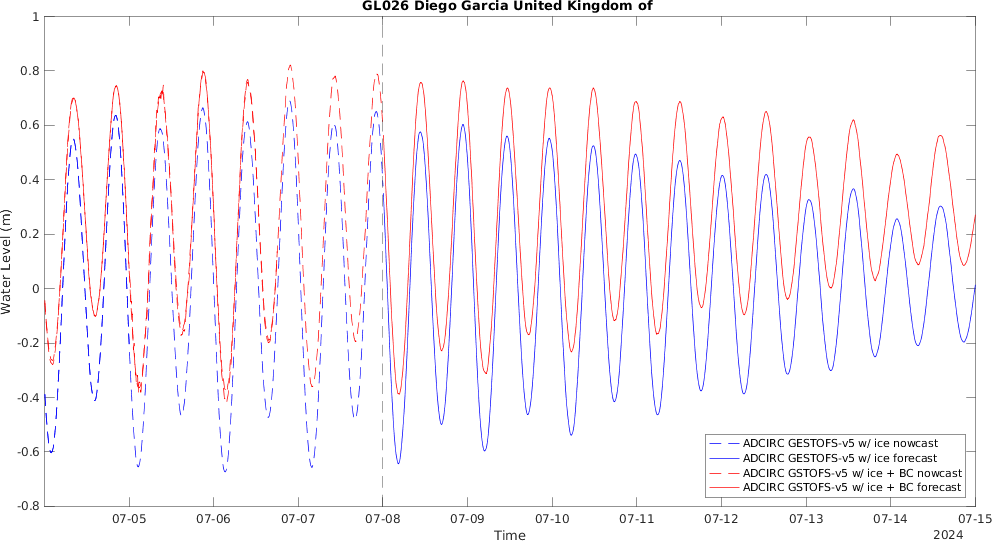 GL026 Diego Garcia United Kingdom of
1
0.8
0.6
0.4
0.2
0
-0.2
-0.4
-0.6
-0.8
Water Level (m)
07-05 07-06 07-07 07-08 07-09 07-10 07-11 07-12 07-13 07-14 07-15
Time
2024
ADCIRC GESTOFS-v5 w/ ice nowcast
ADCIRC GESTOFS-v5 w/ ice forecast
ADCIRC GSTOFS-v5 w/ ice + BC nowcast
ADCIRC GSTOFS-v5 w/ ice + BC forecast